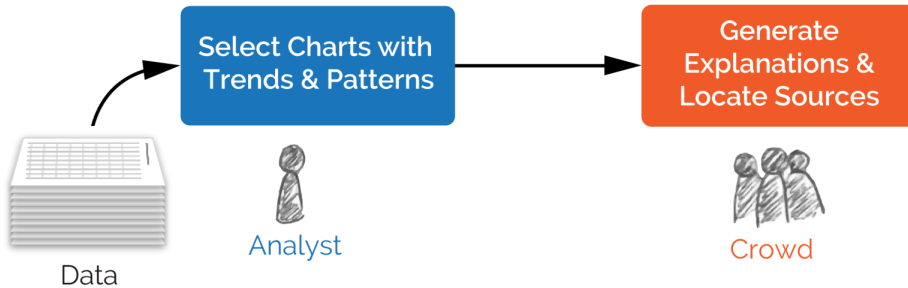 Select Charts with
Trends & Patterns
Generate
Explanations &
Locate Sources
Analyst
Crowd
Data